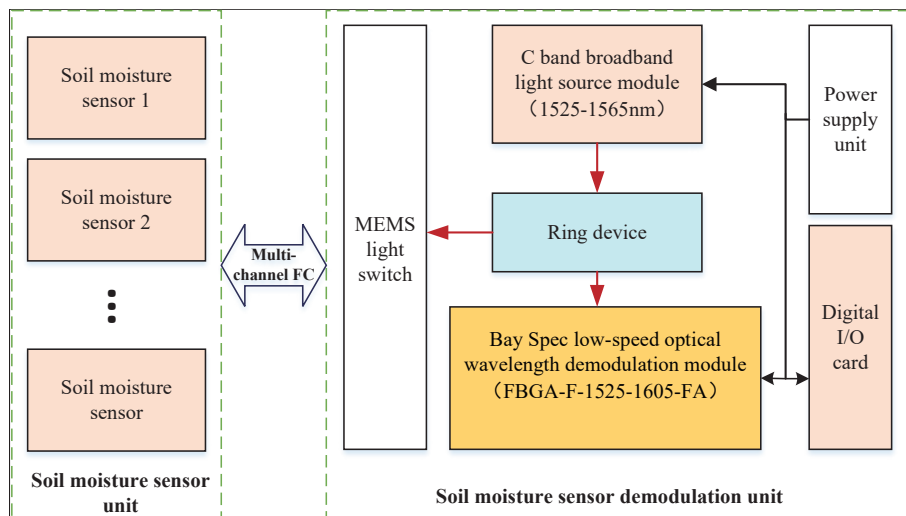 Soil moisture
sensor 1
Soil moisture
sensor 2
Soil moisture
sensor
Soil moisture sensor
unit
Multi-
channel FC
MEMS
light
switch
C band broadband
light source module
（1525-1565nm）
Ring device
Bay Spec low-speed optical
wavelength demodulation module
（FBGA-F-1525-1605-FA）
Power
supply
unit
Digital
I/O
card
Soil moisture sensor demodulation unit